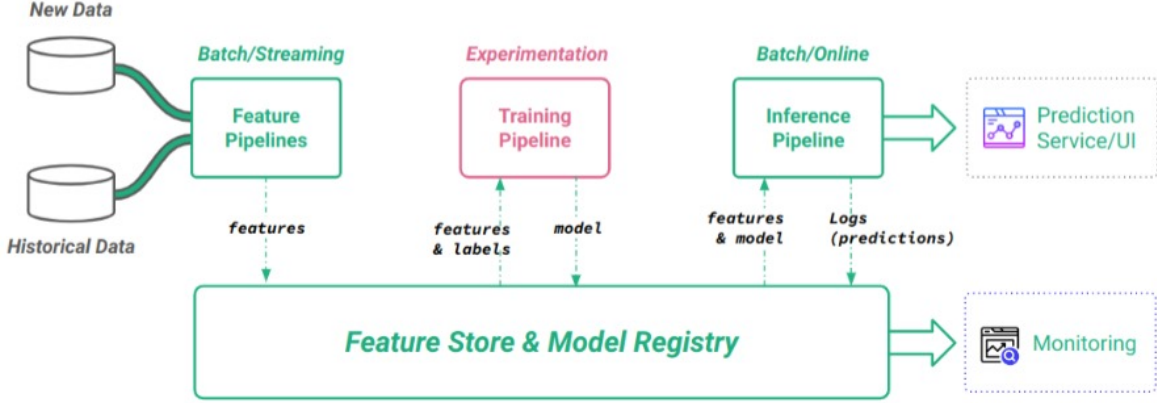 New Data
Batch/Streaming
Experimentation
Batch/Online
Feature
Pipelines
Training
Pipeline
Inference
Pipeline
Prediction
Service/UI
Historical Data
features
features
& labels
model
features
& model
Logs
(predictions)
Feature Store & Model Registry
Monitoring